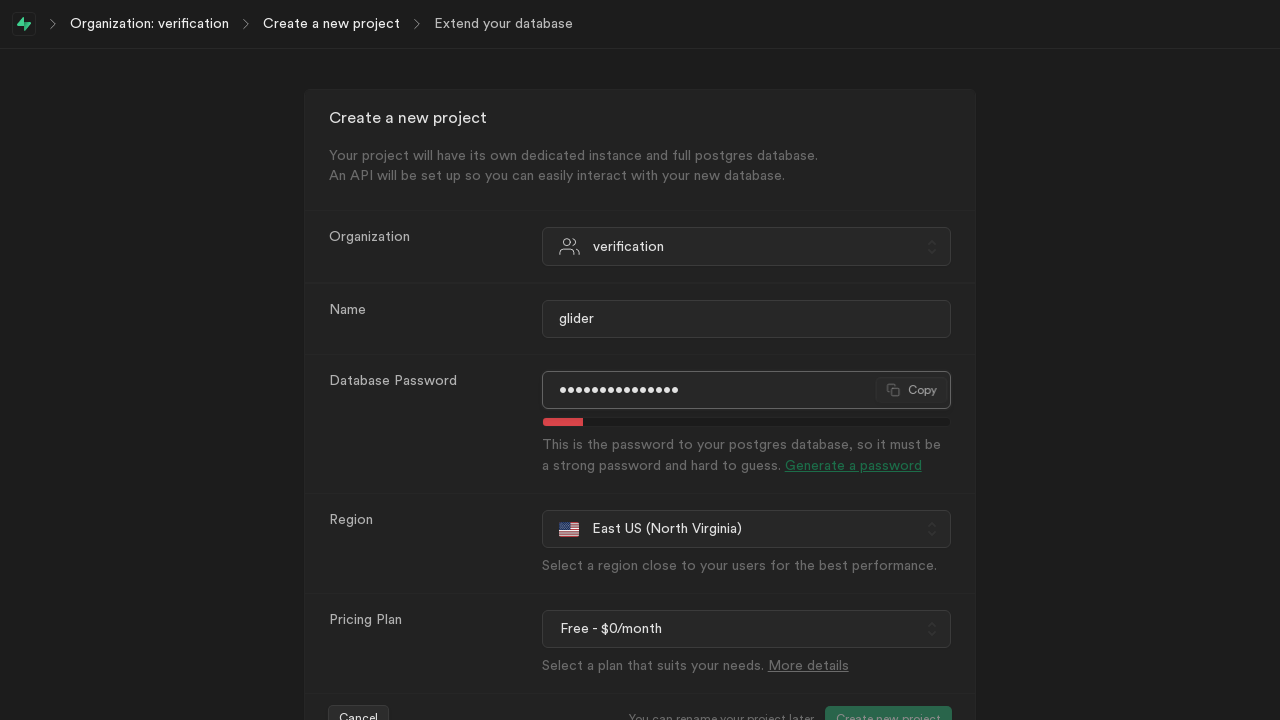 Organization: verification Create a new project Extend your database
Create a new project
Your project will have its own dedicated instance and full postgres database.
An API will be set up so you can easily interact with your new database.
Organization
verification
Name
glider
Database Password
•••••••••••••••
Copy
This is the password to your postgres database, so it must be
a strong password and hard to guess. Generate a password
Region
East US (North Virginia)
Select a region close to your users for the best performance.
Pricing Plan
Free - $0/month
Select a plan that suits your needs. More details
Cancel
You can rename your project later
Create new project